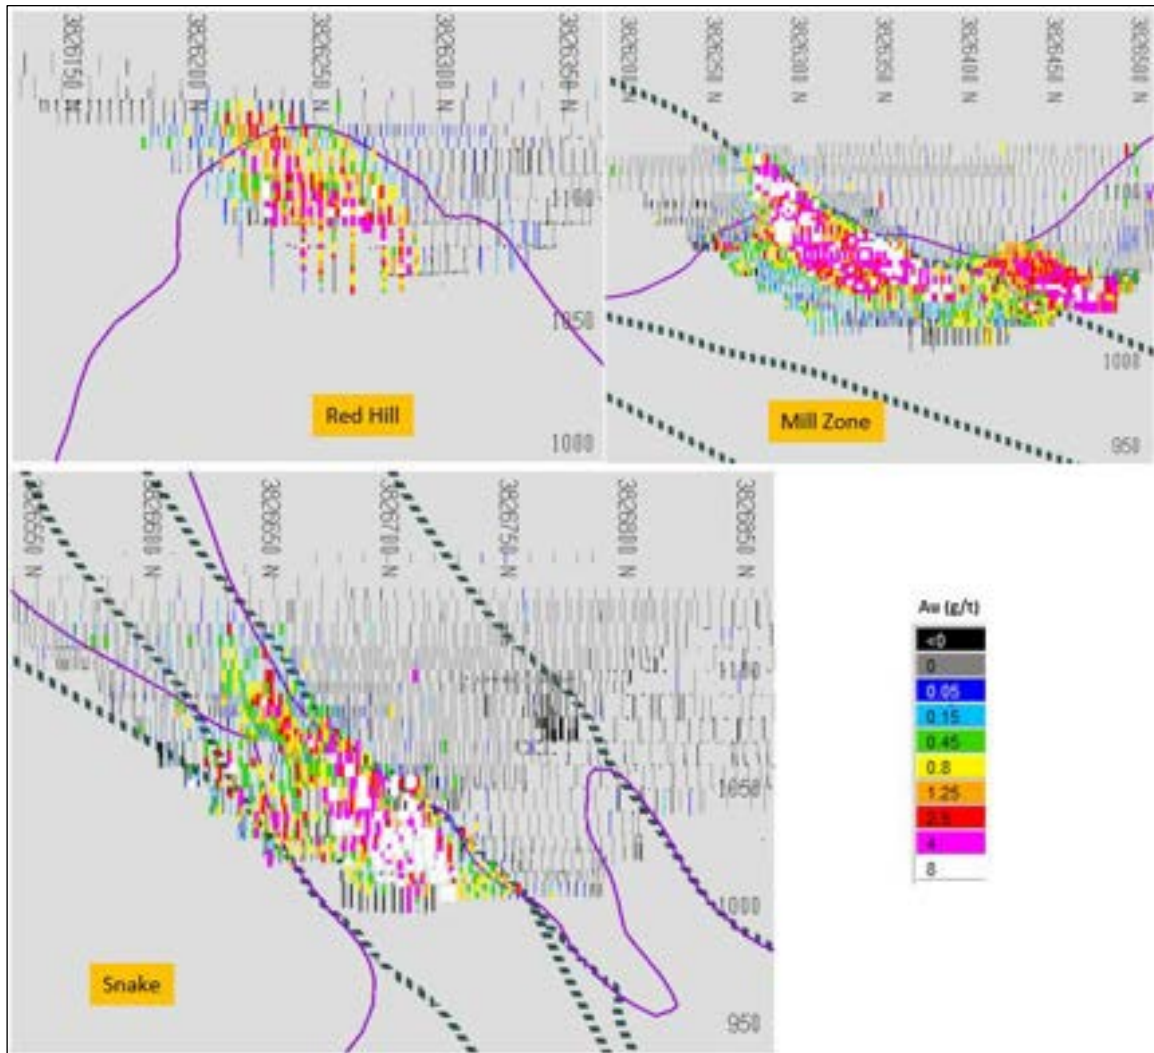 3826150 N
3826200 N
3826250 N
3826300 N
3826350 N
1100
1050
1000
Red Hill
3826200 N
3826250 N
3826300 N
3826350 N
3826400 N
3826450 N
3826500 N
1100
1000
950
Mill Zone
3826550 N
3826600 N
3826650 N
3826700 N
3826750 N
3826800 N
3826850 N
1100
1050
1000
950
Snake
Au (g/t)
<0
0
0.05
0.15
0.45
0.8
1.25
2.5
4
8